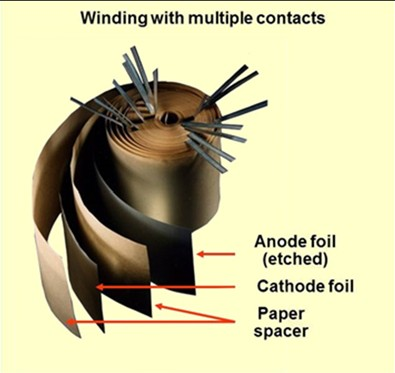 Winding with multiple contacts
Anode foil
(etched)
Cathode foil
Paper
spacer